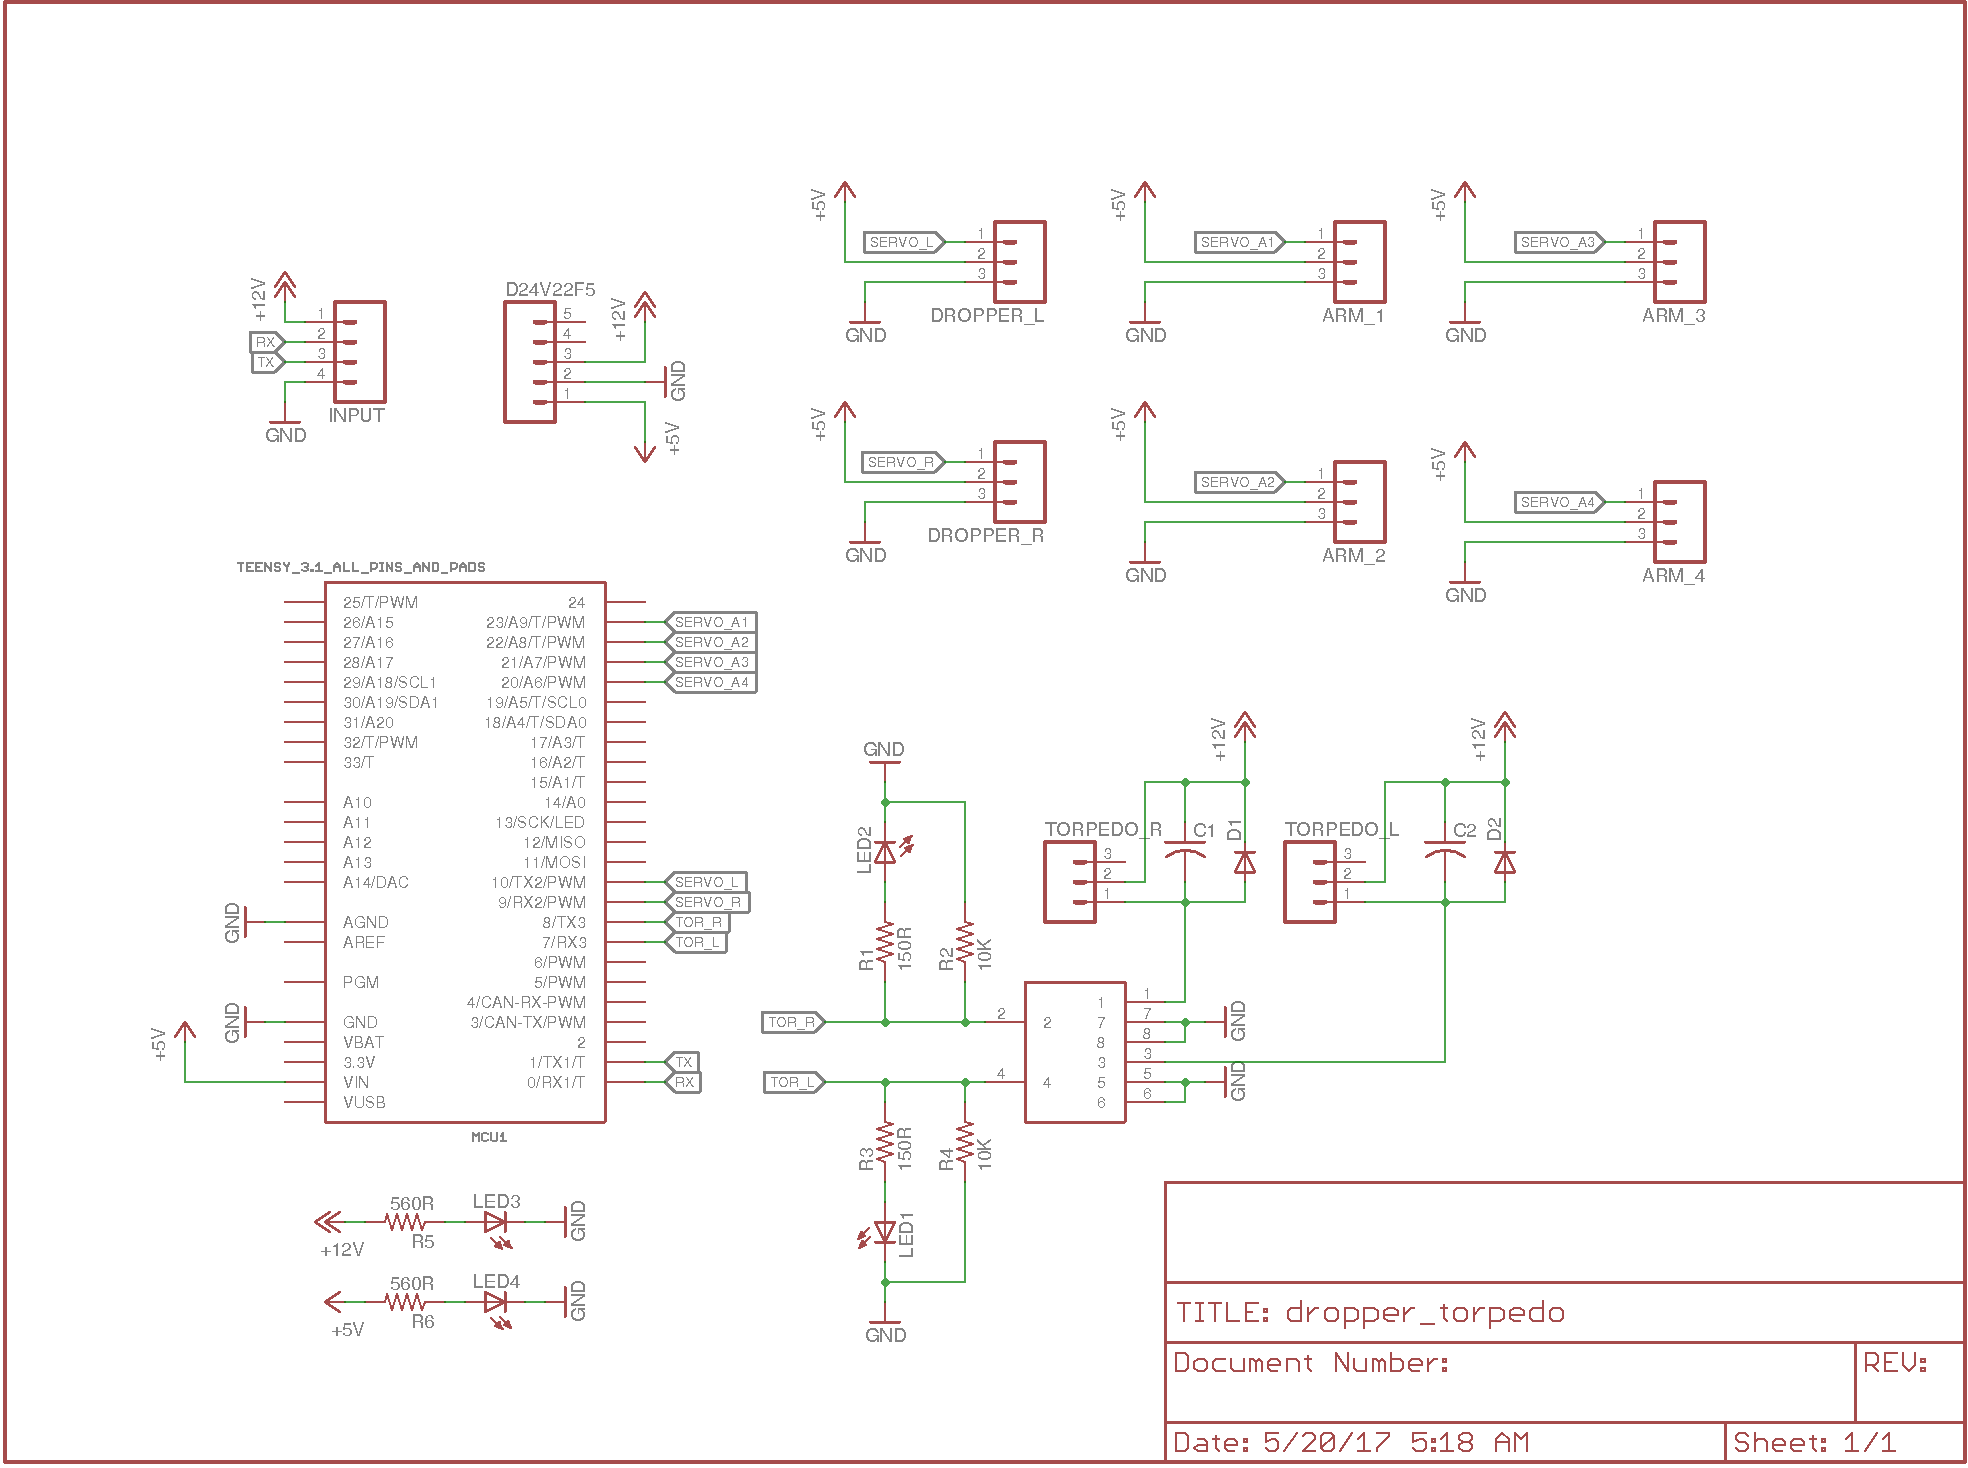 +5V
SERVO_L
1
2
3
GND
DROPPER_L
+5V
SERVO_A1
1
2
3
GND
ARM_1
+5V
SERVO_A3
1
2
3
GND
ARM_3
+12V
RX
TX
1
2
3
4
GND
INPUT
D24V22F5
5
4
3
2
1
+12V
GND
+5V
+5V
SERVO_R
1
2
3
GND
DROPPER_R
+5V
SERVO_A2
1
2
3
GND
ARM_2
+5V
SERVO_A4
1
2
3
GND
ARM_4
TEENSY_3.1_ALL_PINS_AND_PADS
25/T/PWM
26/A15
27/A16
28/A17
29/A18/SCL1
30/A19/SDA1
31/A20
32/T/PWM
33/T
A10
A11
A12
A13
A14/DAC
AGND
AREF
PGM
GND
VBAT
3.3V
VIN
VUSB
24
23/A9/T/PWM
22/A8/T/PWM
21/A7/PWM
20/A6/PWM
19/A5/T/SCL0
18/A4/T/SDA0
17/A3/T
16/A2/T
15/A1/T
14/A0
13/SCK/LED
12/MISO
11/MOSI
10/TX2/PWM
9/RX2/PWM
8/TX3
7/RX3
6/PWM
5/PWM
4/CAN-RX-PWM
3/CAN-TX/PWM
2
1/TX1/T
0/RX1/T
SERVO_A1
SERVO_A2
SERVO_A3
SERVO_A4
SERVO_L
SERVO_R
TOR_R
TOR_L
TX
RX
GND
GND
+5V
MCU1
GND
LED2
R1
150R
R2
10K
TOR_R
TOR_L
R3
150R
R4
10K
LED1
GND
2
4
2
4
1
7
8
3
5
6
1
7
8
3
5
6
GND
GND
+12V
TORPEDO_R
3
2
1
C1
D1
+12V
TORPEDO_L
3
2
1
C2
D2
560R
LED3
+12V
R5
GND
560R
LED4
+5V
R6
GND
TITLE: dropper_torpedo
Document Number:
REV:
Date: 5/20/17 5:18 AM
Sheet: 1/1